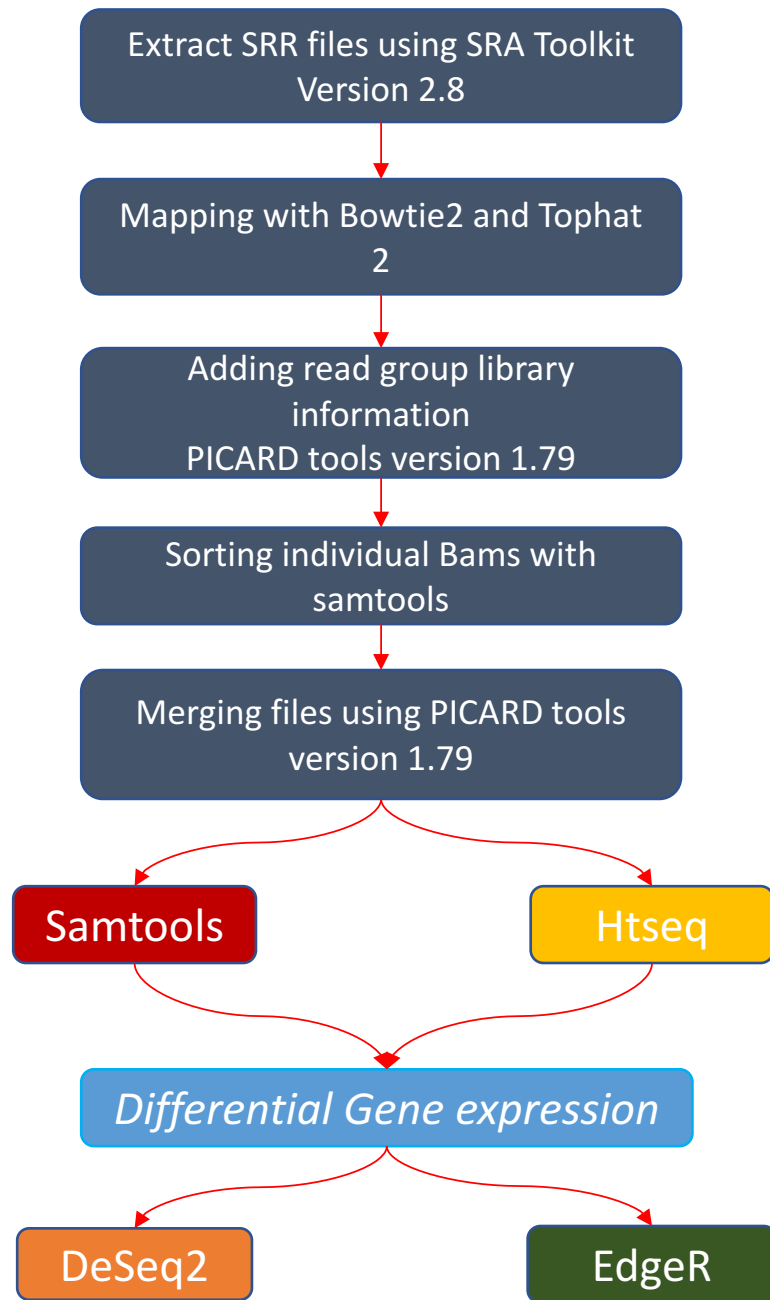 Extract SRR files using SRA Toolkit
Version 2.8
Mapping with Bowtie2 and Tophat
2
Adding read group library
information
PICARD tools version 1.79
Sorting individual Bams with
samtools
Merging files using PICARD tools
version 1.79
Samtools
Htseq
Differential Gene expression
DeSeq2
EdgeR